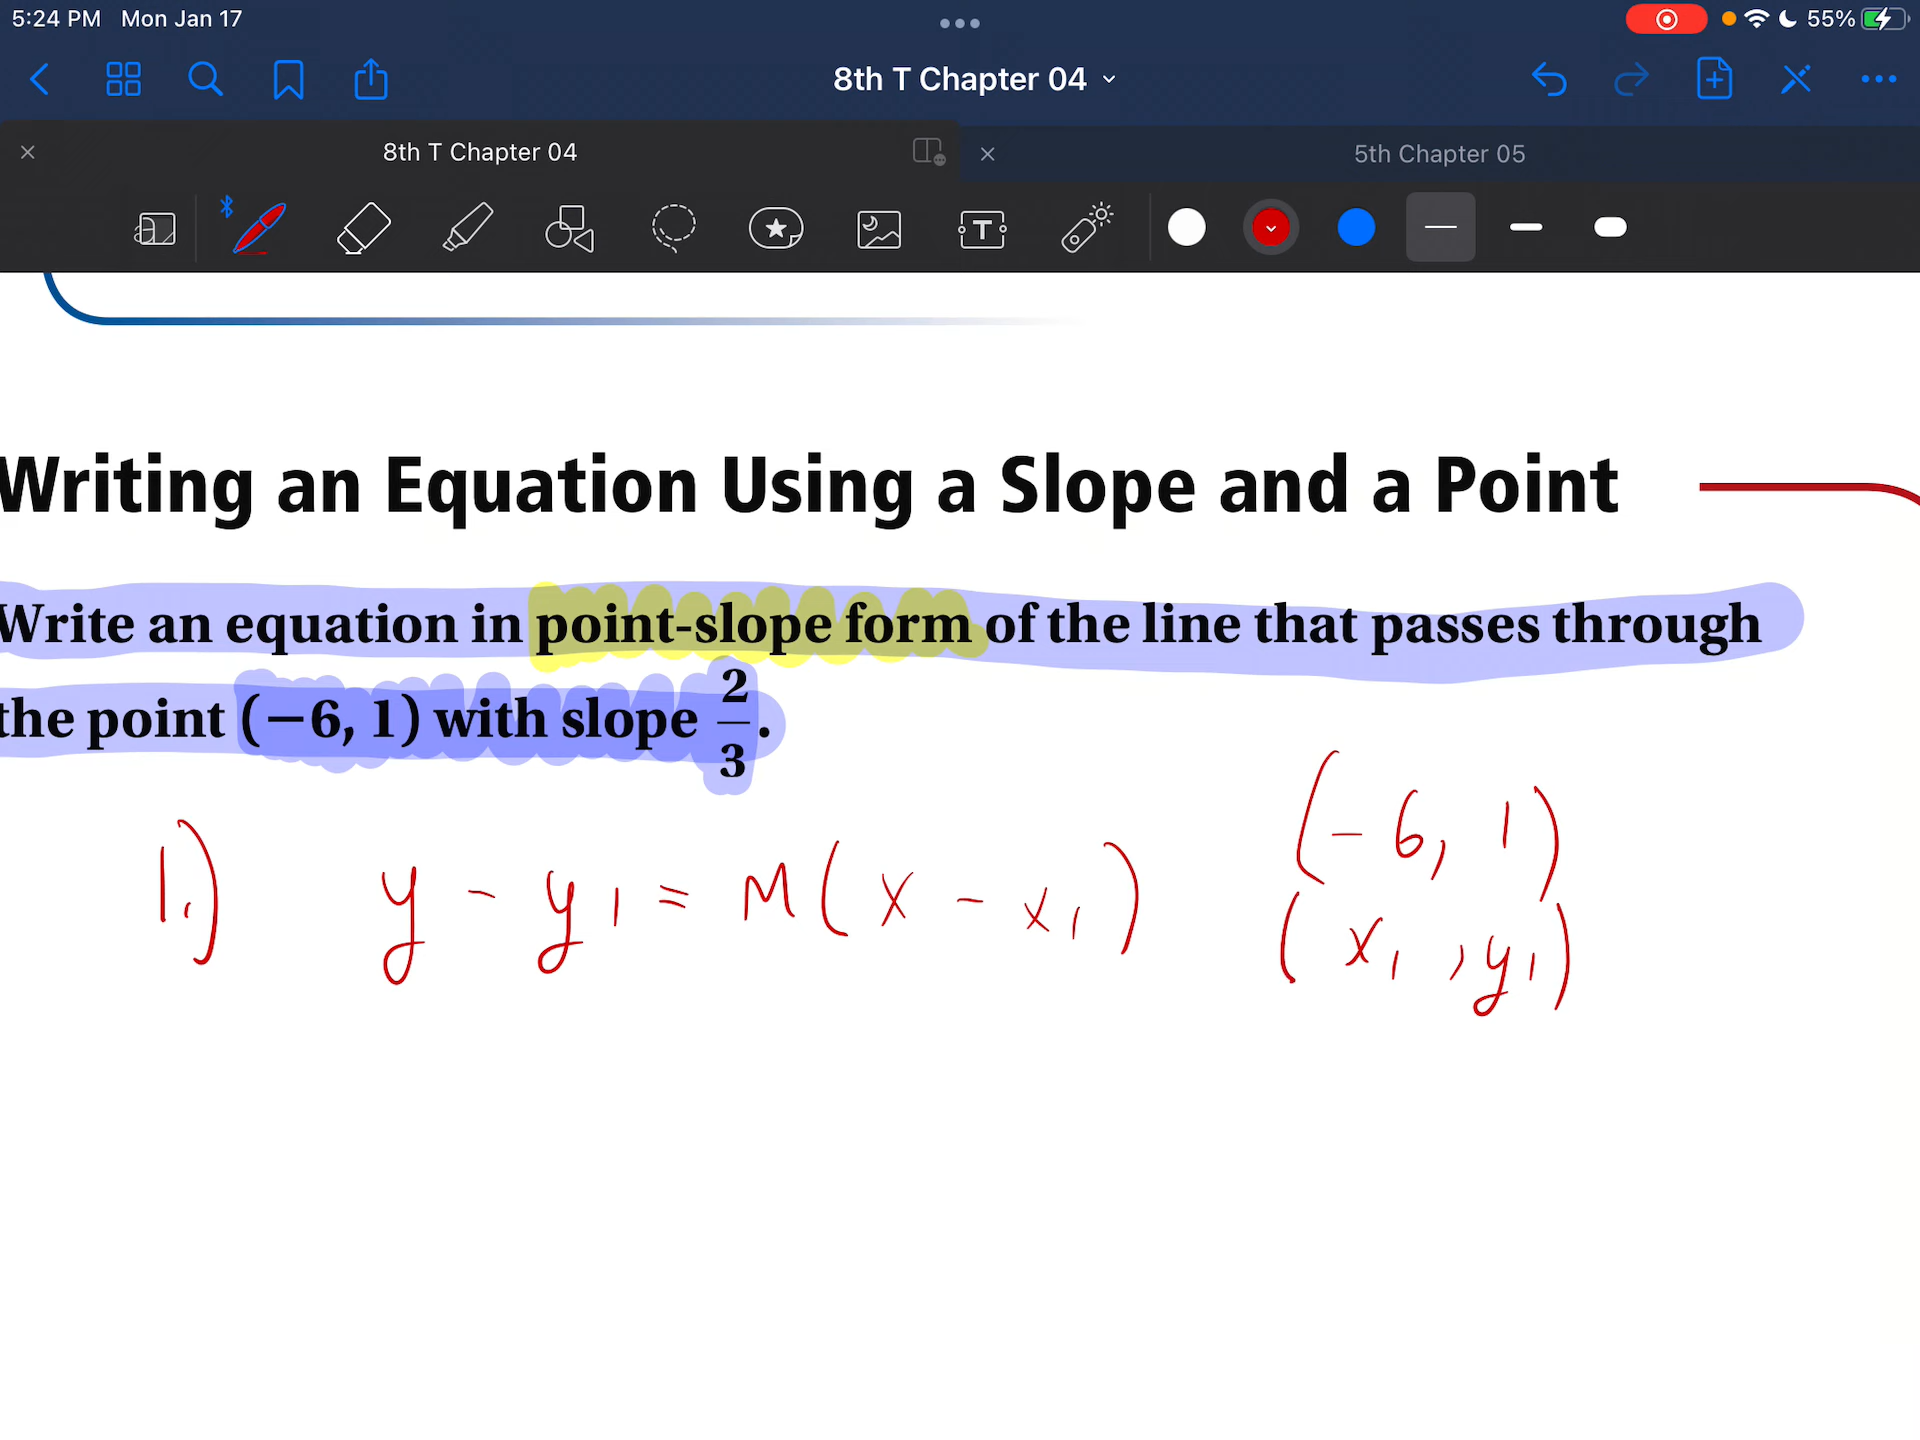 5:24 PM Mon Jan 17
55%
8th T Chapter 04
8th T Chapter 04
5th Chapter 05
Writing an Equation Using a Slope and a Point
Write an equation in point-slope form of the line that passes through
the point (−6, 1) with slope 2/3.
(-6, 1)
1.) y - y₁ = M(x - x₁)
(x₁, y₁)